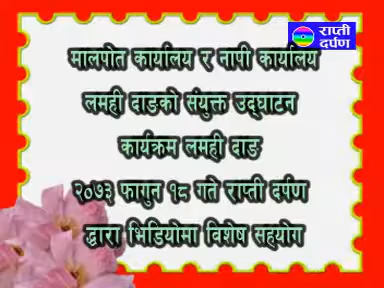 राप्ती
दर्पण
मालपोत कार्यालय र नापी कार्यालय
लमही दाङको संयुक्त उद्घाटन
कार्यक्रम लमही दाङ
२०७३ फागुन १८ गते राप्ती दर्पण
द्वारा भिडियोमा विशेष सहयोग